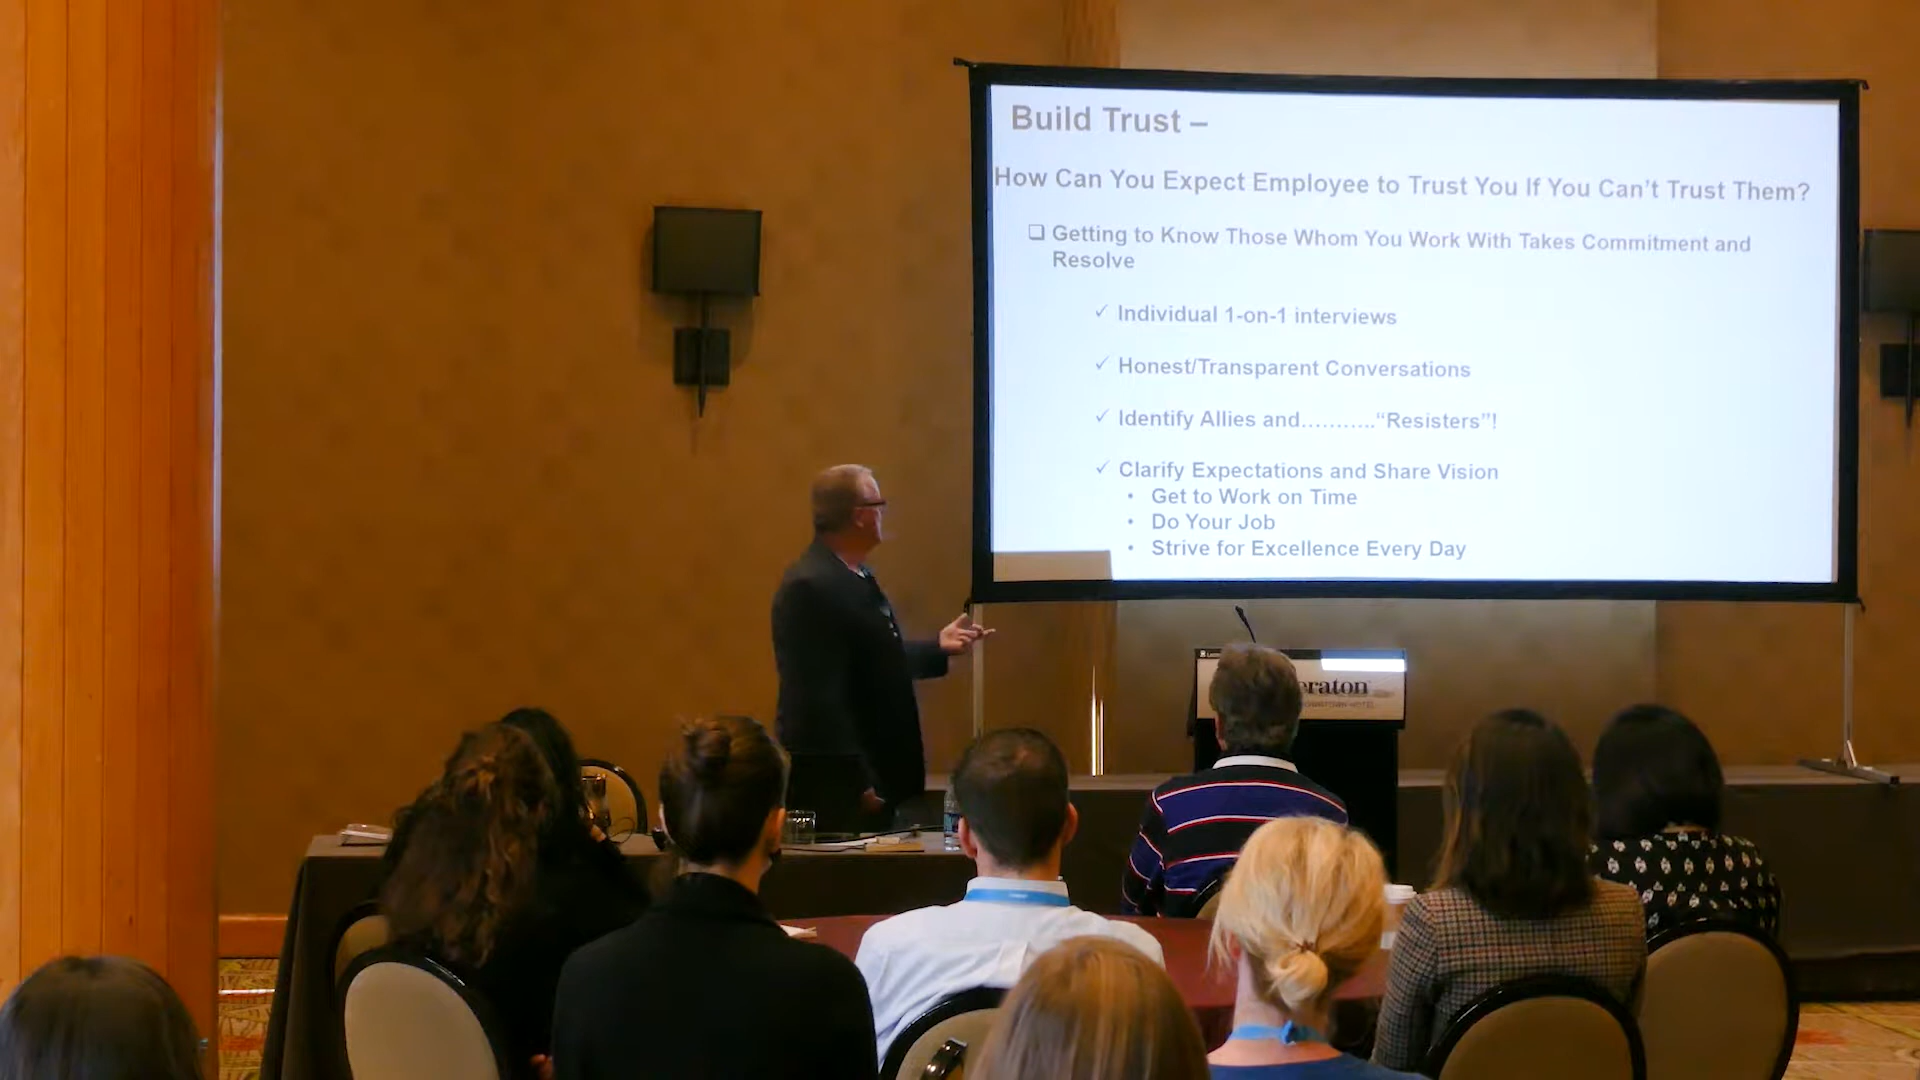 Build Trust –
How Can You Expect Employee to Trust You If You Can't Trust Them?
❑ Getting to Know Those Whom You Work With Takes Commitment and
Resolve
✓ Individual 1-on-1 interviews
✓ Honest/Transparent Conversations
✓ Identify Allies and...........“Resisters”!
✓ Clarify Expectations and Share Vision
• Get to Work on Time
• Do Your Job
• Strive for Excellence Every Day
eraton
HOTEL